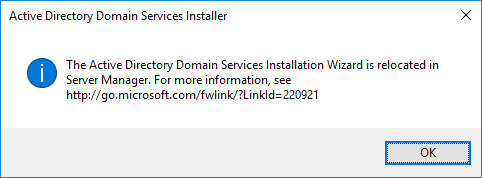 Active Directory Domain Services Installer
The Active Directory Domain Services Installation Wizard is relocated in
Server Manager. For more information, see
http://go.microsoft.com/fwlink/?LinkId=220921
OK